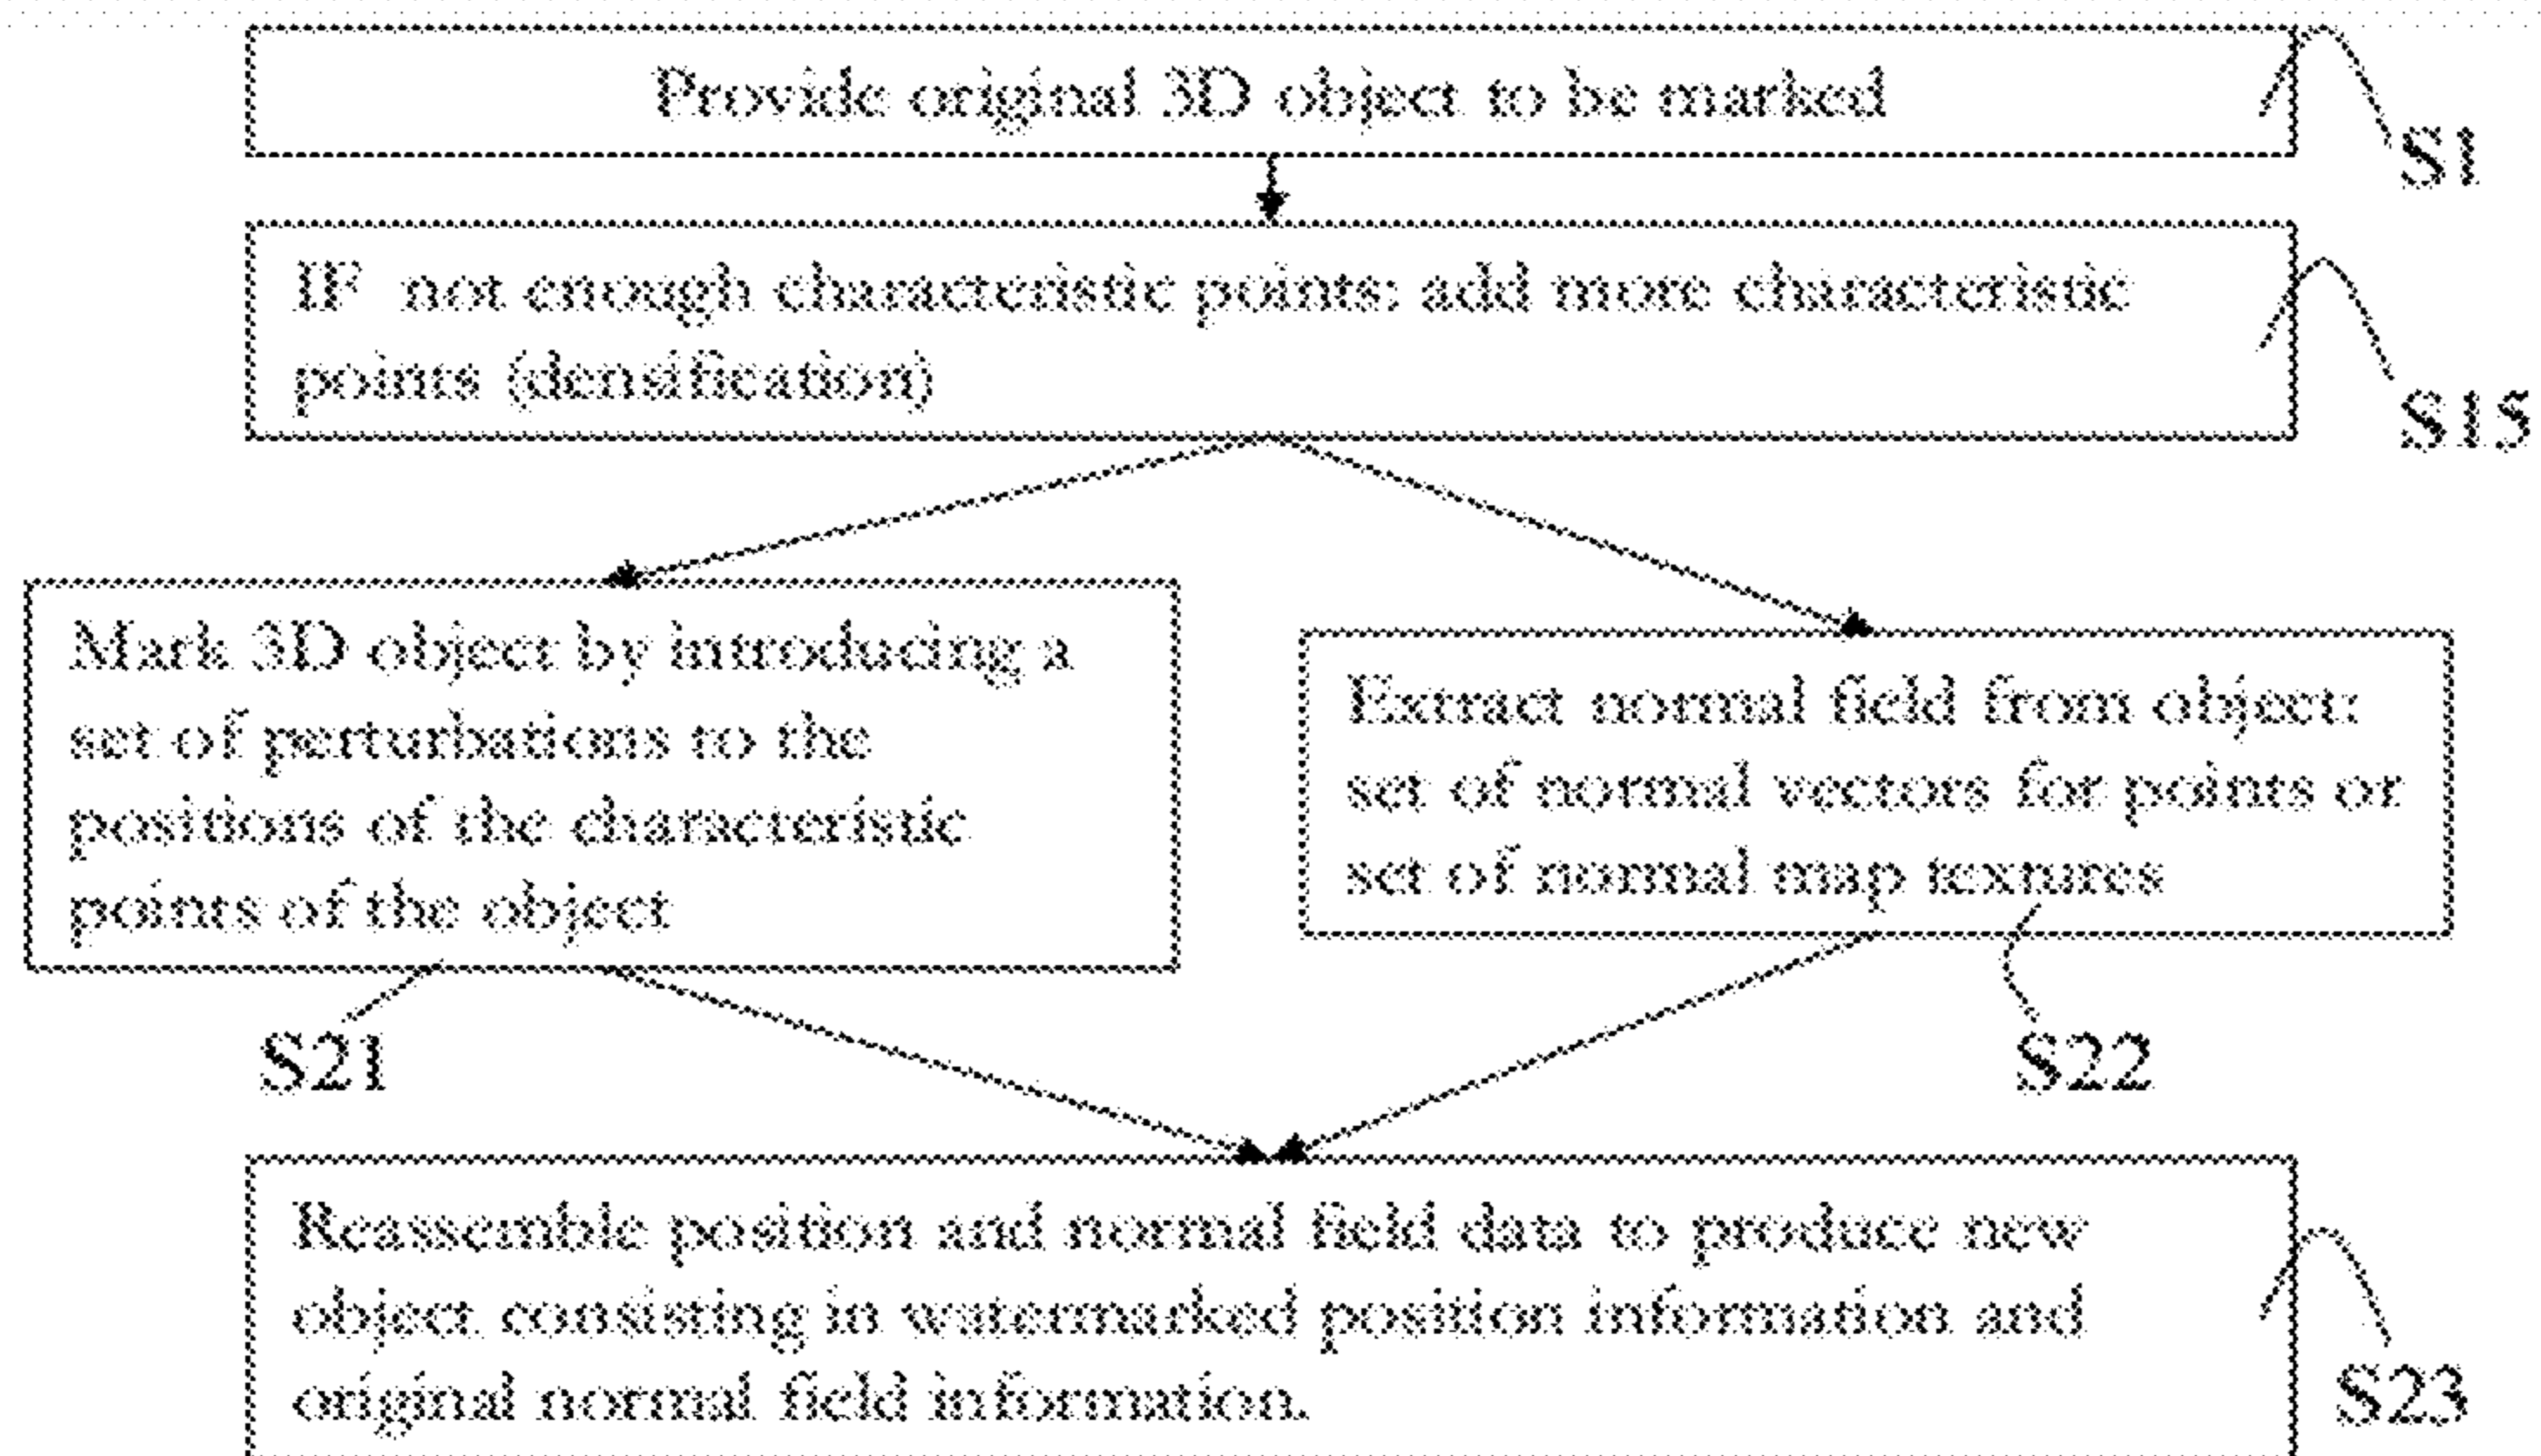 Provide original 3D object to be marked
S1
IF not enough characteristic points: add more characteristic
points (densification)
S15
Mark 3D object by introducing a
set of perturbations to the
positions of the characteristic
points of the object
S21
Extract normal field from object:
set of normal vectors for points or
set of normal map textures
S22
Reassemble position and normal field data to produce new
object consisting in watermarked position information and
original normal field information.
S23